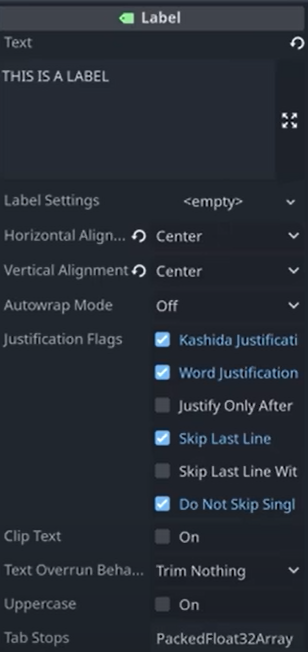 Label
Text
THIS IS A LABEL
Label Settings <empty>
Horizontal Align... Center
Vertical Alignment Center
Autowrap Mode Off
Justification Flags Kashida Justificati
Word Justification
Justify Only After
Skip Last Line
Skip Last Line Wit
Do Not Skip Singl
Clip Text On
Text Overrun Beha... Trim Nothing
Uppercase On
Tab Stops PackedFloat32Array